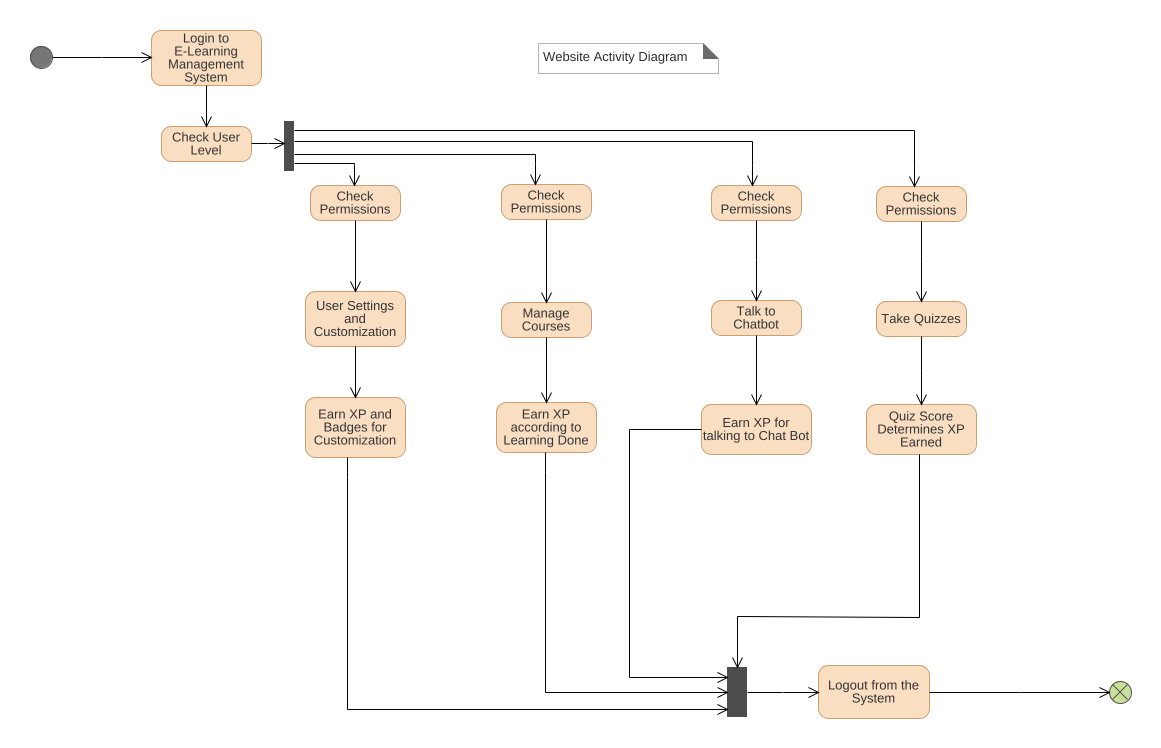 Login to
E-Learning
Management
System
Website Activity Diagram
Check User
Level
Check
Permissions
Check
Permissions
Check
Permissions
Check
Permissions
User Settings
and
Customization
Manage
Courses
Talk to
Chatbot
Take Quizzes
Earn XP and
Badges for
Customization
Earn XP
according to
Learning Done
Earn XP for
talking to Chat Bot
Quiz Score
Determines XP
Earned
Logout from the
System